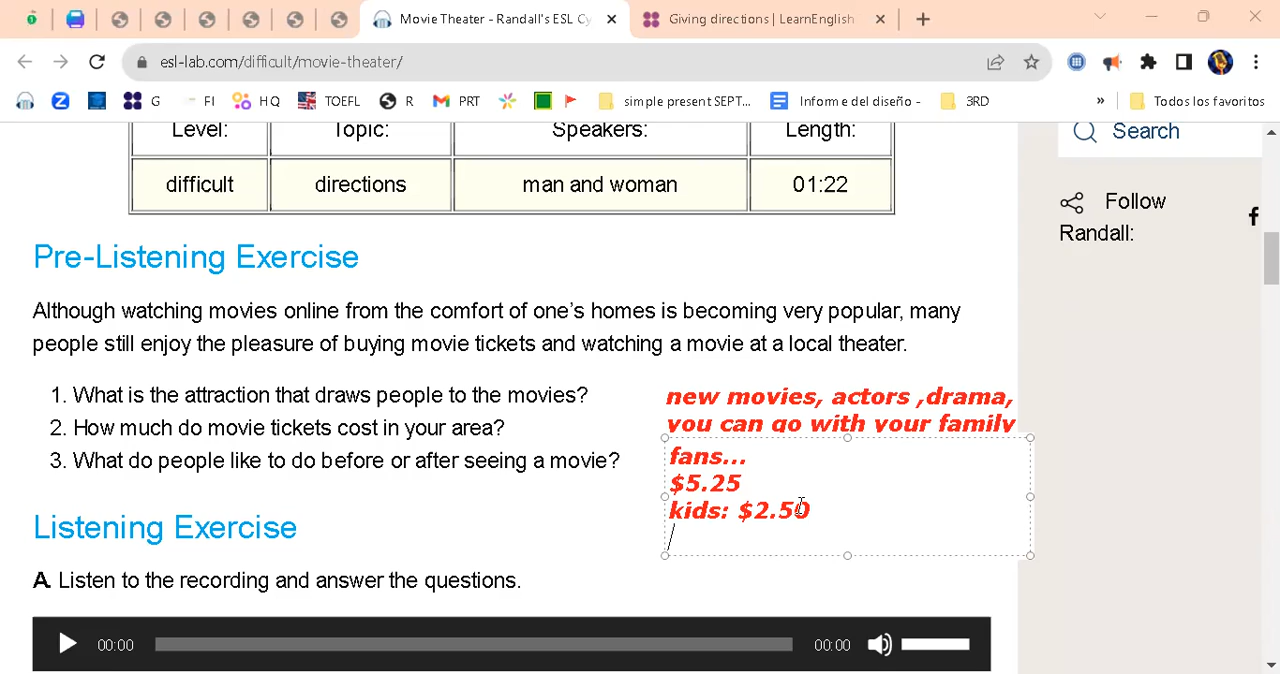 Movie Theater - Randall's ESL Cy
Giving directions | LearnEnglish
esl-lab.com/difficult/movie-theater/
G
FI
HQ
TOEFL
R
PRT
simple present SEPT...
Informe del diseño -
3RD
»
Todos los favoritos
Level:
Topic:
Speakers:
Length:
difficult
directions
man and woman
01:22
Search
Follow
Randall:
Pre-Listening Exercise
Although watching movies online from the comfort of one's homes is becoming very popular, many
people still enjoy the pleasure of buying movie tickets and watching a movie at a local theater.
1. What is the attraction that draws people to the movies?
2. How much do movie tickets cost in your area?
3. What do people like to do before or after seeing a movie?
new movies, actors ,drama,
you can go with your family
fans...
$5.25
kids: $2.50
Listening Exercise
A. Listen to the recording and answer the questions.
00:00
00:00